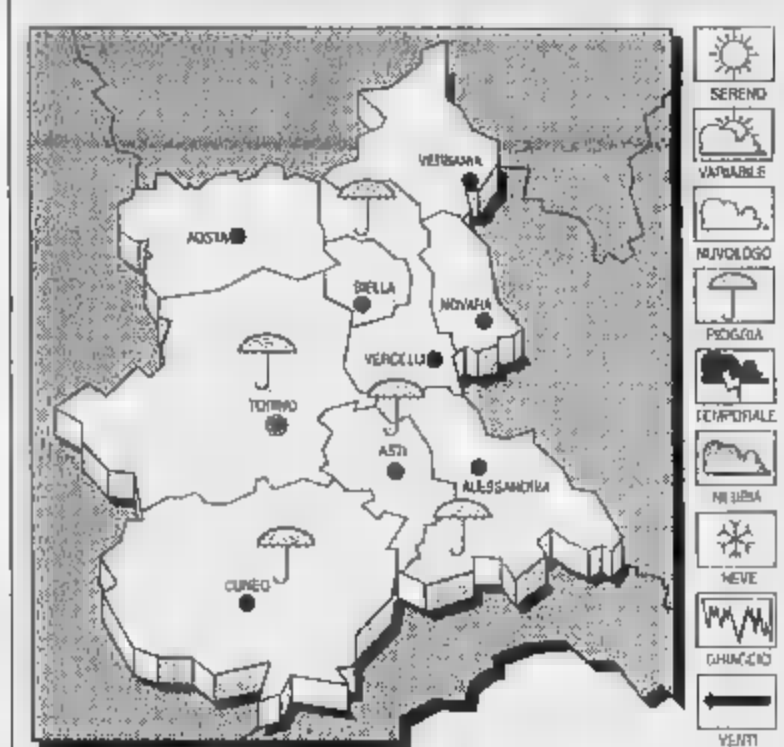 VERBANIA
AOSTA
BIELLA
NOVARA
VERCELLI
TORINO
ASTI
ALESSANDRIA
CUNEO
SERENO
VARIABILE
NUVOLOSO
PIOGGIA
TEMPORALE
NEBBIA
NEVE
GHIACCIO
VENTI